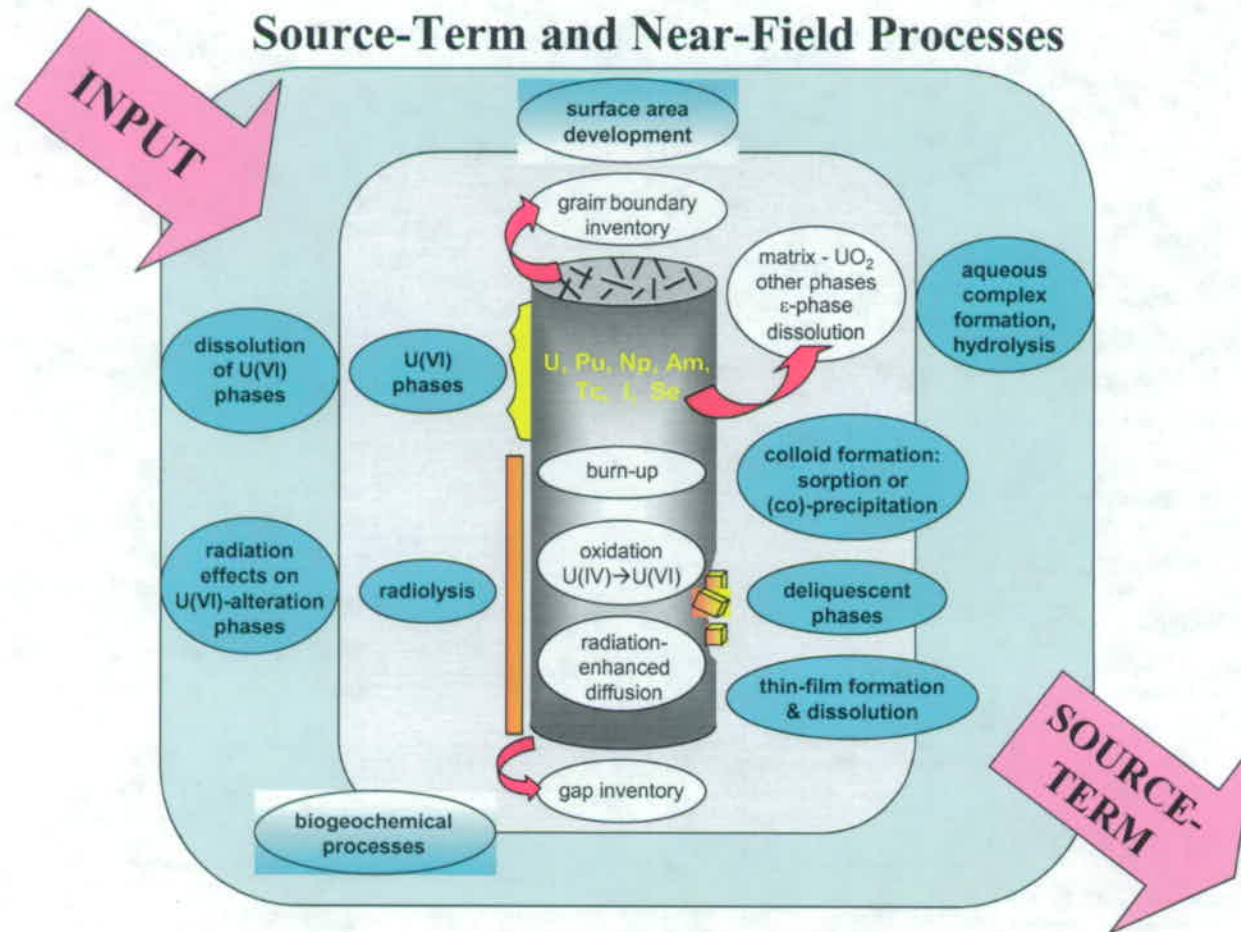 Source-Term and Near-Field Processes
INPUT
surface area
development
grain boundary
inventory
matrix - UO₂
other phases
ε-phase
dissolution
aqueous
complex
formation,
hydrolysis
dissolution
of U(VI)
phases
U(VI)
phases
U, Pu, Np, Am,
Tc, I, Se
burn-up
colloid formation:
sorption or
(co)-precipitation
oxidation
U(IV)→U(VI)
radiation
effects on
U(VI)-alteration
phases
radiolysis
deliquescent
phases
radiation-
enhanced
diffusion
thin-film formation
& dissolution
gap inventory
biogeochemical
processes
SOURCE-
TERM